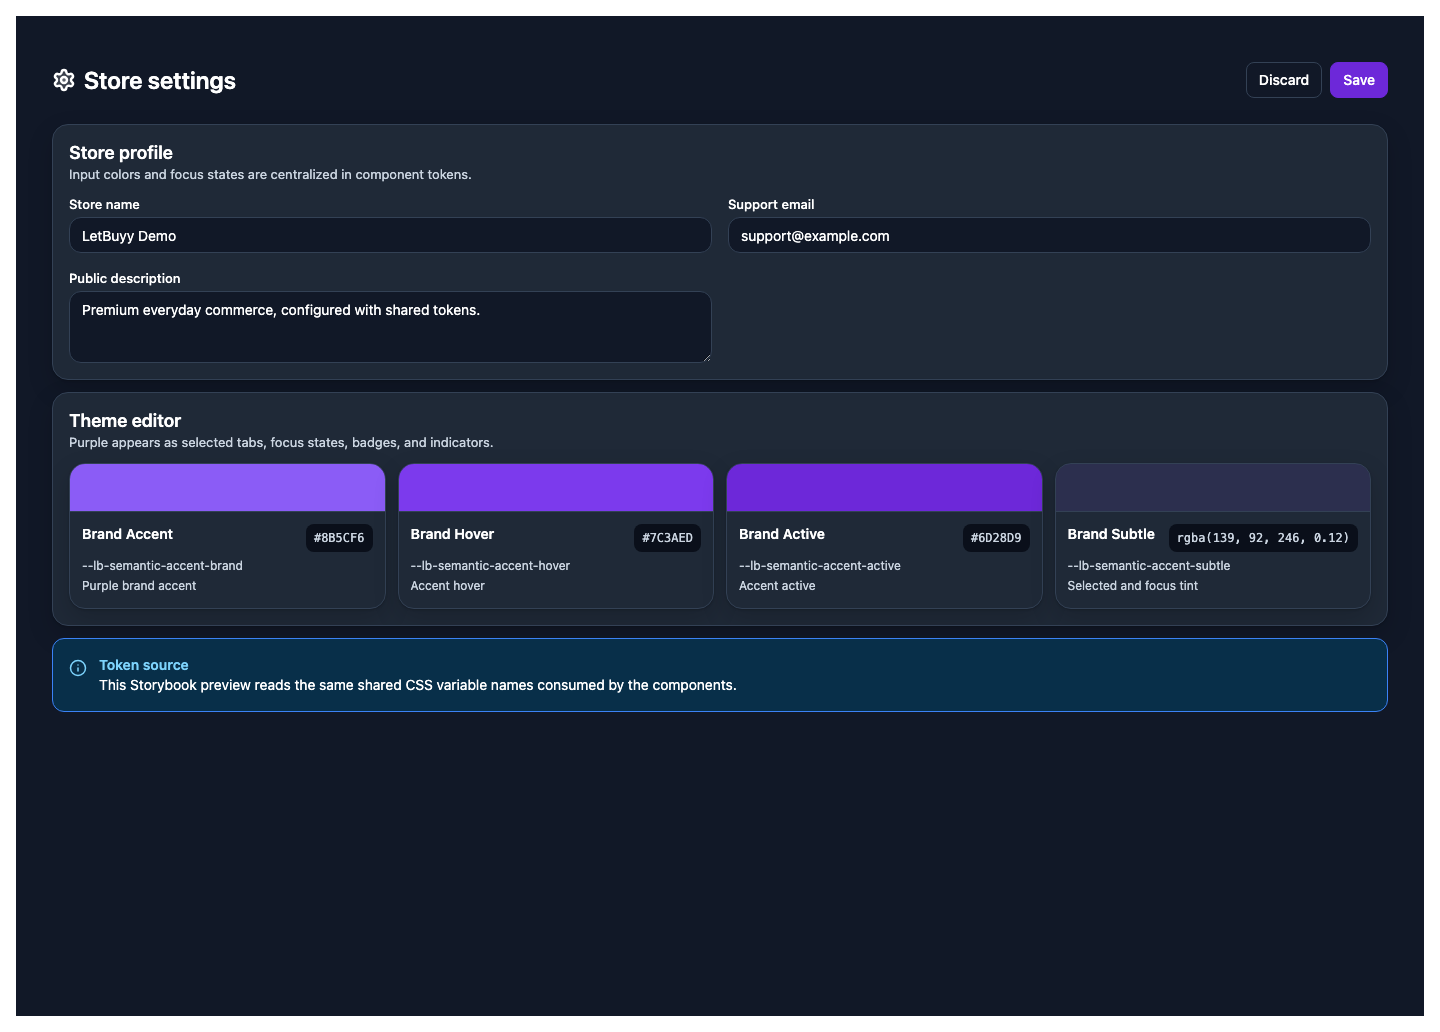 Store settings
Discard
Save
Store profile
Input colors and focus states are centralized in component tokens.
Store name
Support email
LetBuyy Demo
support@example.com
Public description
Premium everyday commerce, configured with shared tokens.
Theme editor
Purple appears as selected tabs, focus states, badges, and indicators.
Brand Accent
#8B5CF6
--lb-semantic-accent-brand
Purple brand accent
Brand Hover
#7C3AED
--lb-semantic-accent-hover
Accent hover
Brand Active
#6D28D9
--lb-semantic-accent-active
Accent active
Brand Subtle
rgba(139, 92, 246, 0.12)
--lb-semantic-accent-subtle
Selected and focus tint
Token source
This Storybook preview reads the same shared CSS variable names consumed by the components.